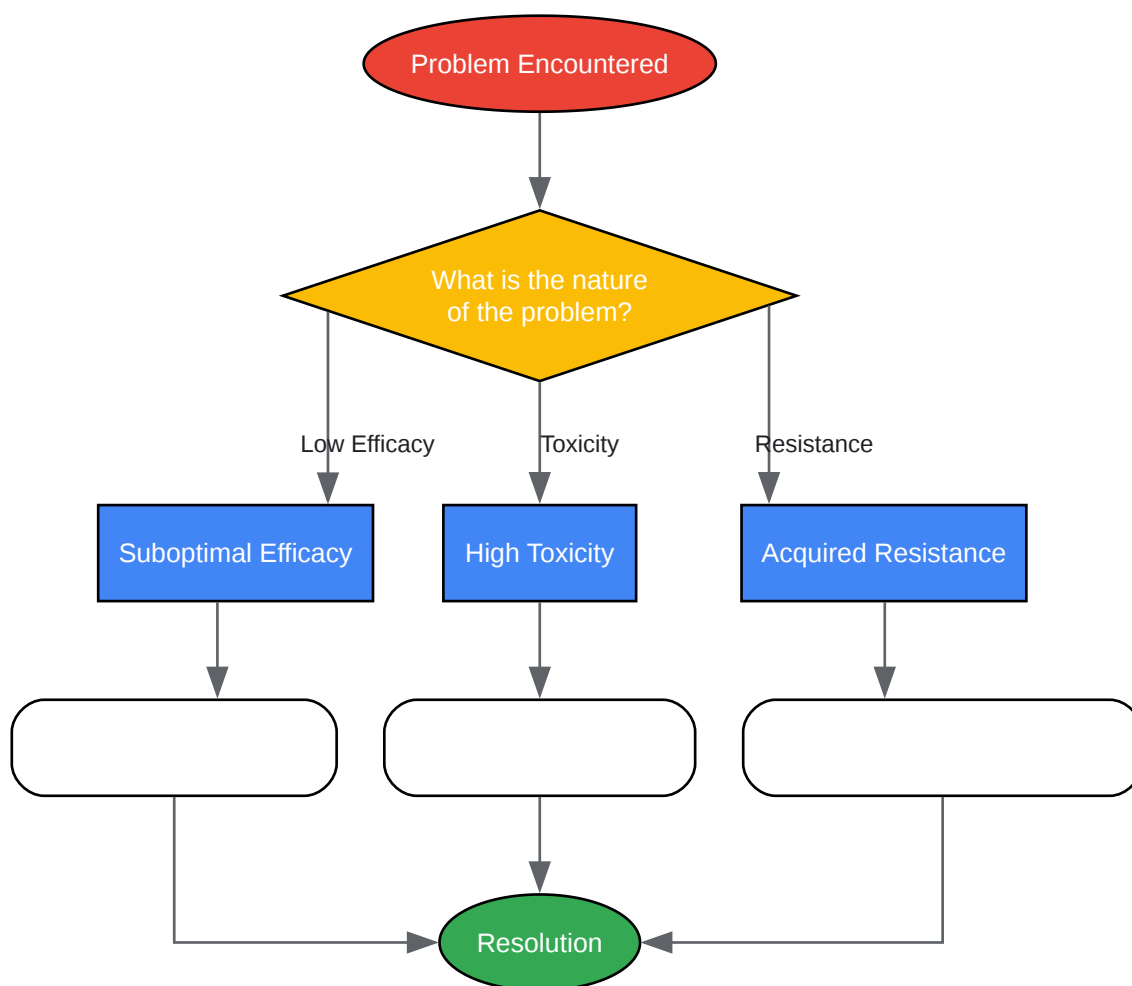 Problem Encountered
What is the nature
of the problem?
Low Efficacy
Toxicity
Resistance
Suboptimal Efficacy
High Toxicity
Acquired Resistance
Resolution